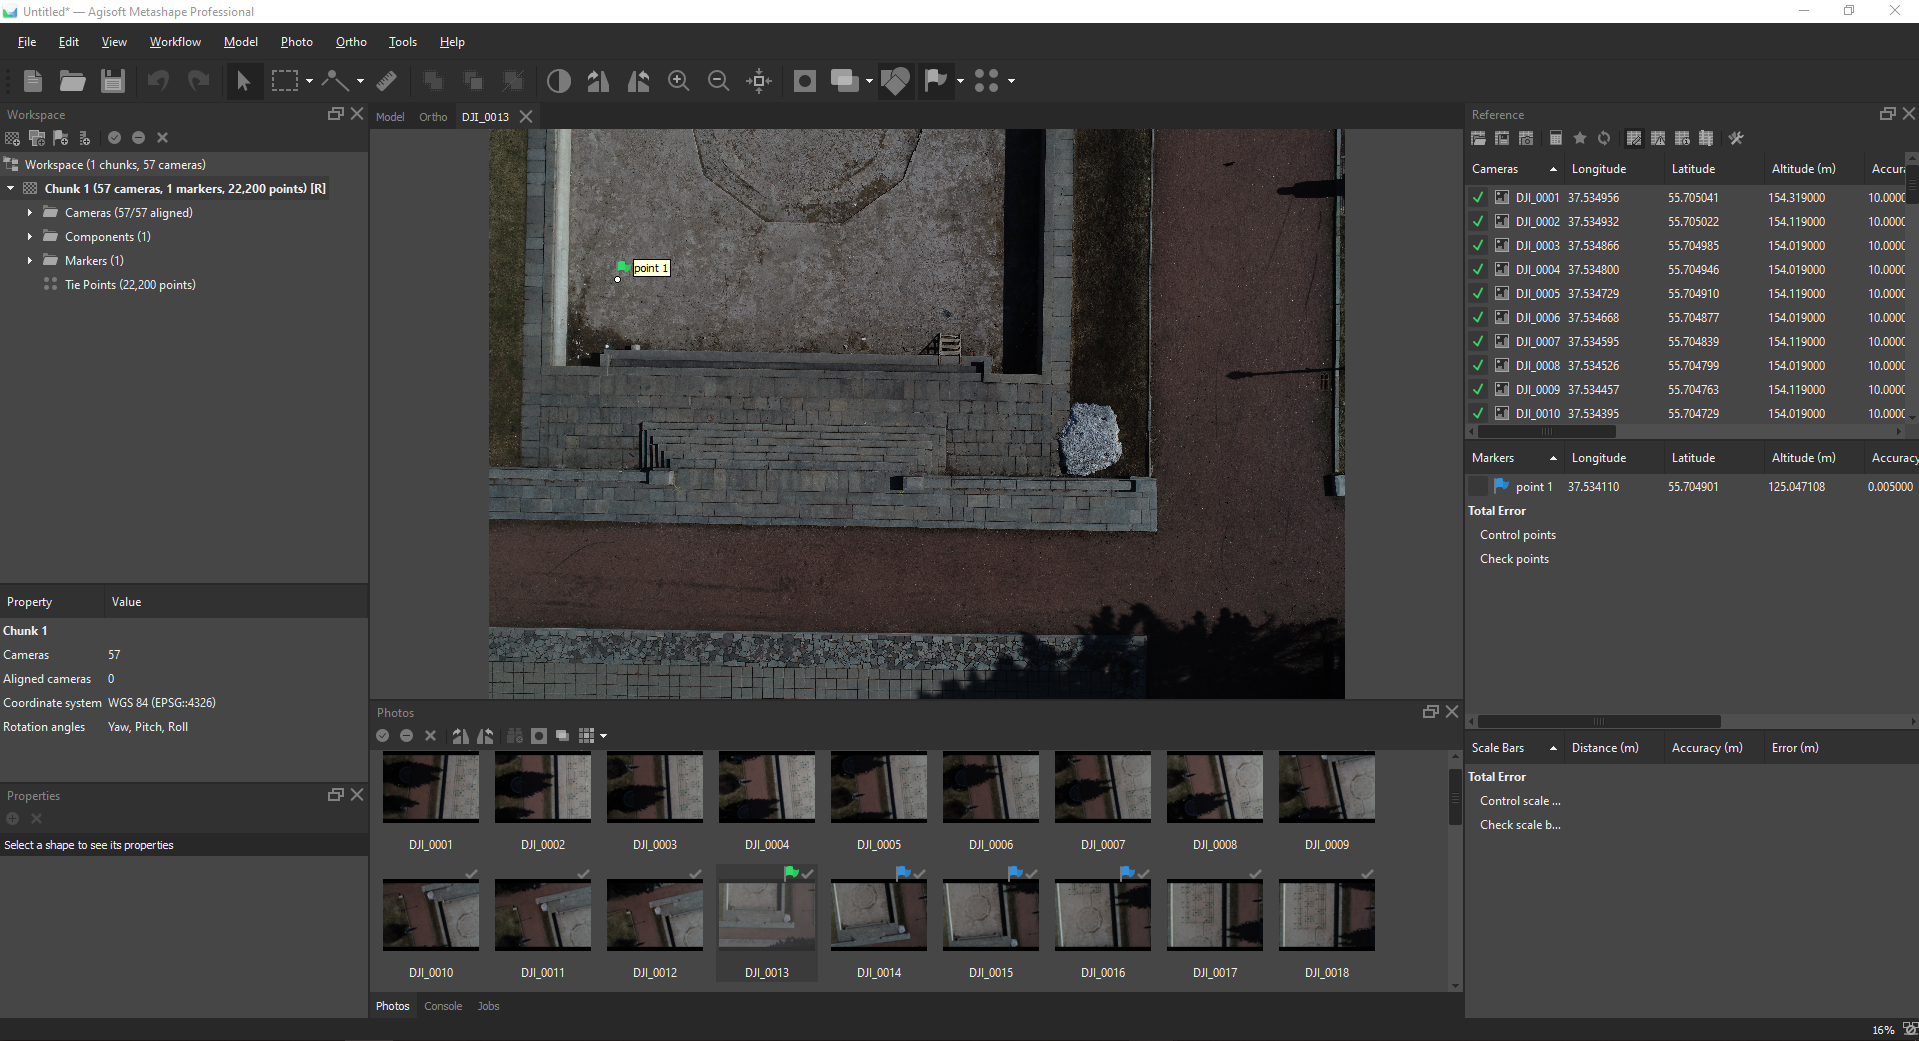 Untitled* — Agisoft Metashape Professional
File Edit View Workflow Model Photo Ortho Tools Help
Workspace
Workspace (1 chunks, 57 cameras)
Chunk 1 (57 cameras, 1 markers, 22,200 points) [R]
Cameras (57/57 aligned)
Components (1)
Markers (1)
Tie Points (22,200 points)
Property Value
Chunk 1
Cameras 57
Aligned cameras 0
Coordinate system WGS 84 (EPSG::4326)
Rotation angles Yaw, Pitch, Roll
Properties
Select a shape to see its properties
Model Ortho DJI_0013
point 1
Photos
DJI_0001 DJI_0002 DJI_0003 DJI_0004 DJI_0005 DJI_0006 DJI_0007 DJI_0008 DJI_0009
DJI_0010 DJI_0011 DJI_0012 DJI_0013 DJI_0014 DJI_0015 DJI_0016 DJI_0017 DJI_0018
Photos Console Jobs
Reference
Cameras Longitude Latitude Altitude (m) Accura
DJI_0001 37.534956 55.705041 154.319000 10.0000
DJI_0002 37.534932 55.705022 154.119000 10.0000
DJI_0003 37.534866 55.704985 154.019000 10.0000
DJI_0004 37.534800 55.704946 154.019000 10.0000
DJI_0005 37.534729 55.704910 154.119000 10.0000
DJI_0006 37.534668 55.704877 154.019000 10.0000
DJI_0007 37.534595 55.704839 154.119000 10.0000
DJI_0008 37.534526 55.704799 154.019000 10.0000
DJI_0009 37.534457 55.704763 154.119000 10.0000
DJI_0010 37.534395 55.704729 154.019000 10.0000
Markers Longitude Latitude Altitude (m) Accuracy
point 1 37.534110 55.704901 125.047108 0.005000
Total Error
Control points
Check points
Scale Bars Distance (m) Accuracy (m) Error (m)
Total Error
Control scale ...
Check scale b...
16%